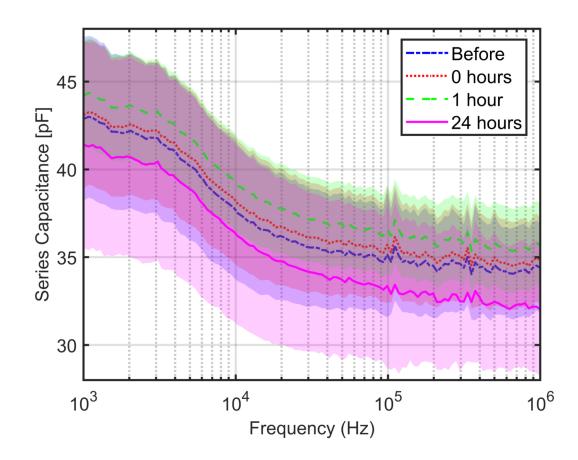 Before
0 hours
1 hour
24 hours
Series Capacitance [pF]
45
40
35
30
10^3
10^4
10^5
10^6
Frequency (Hz)